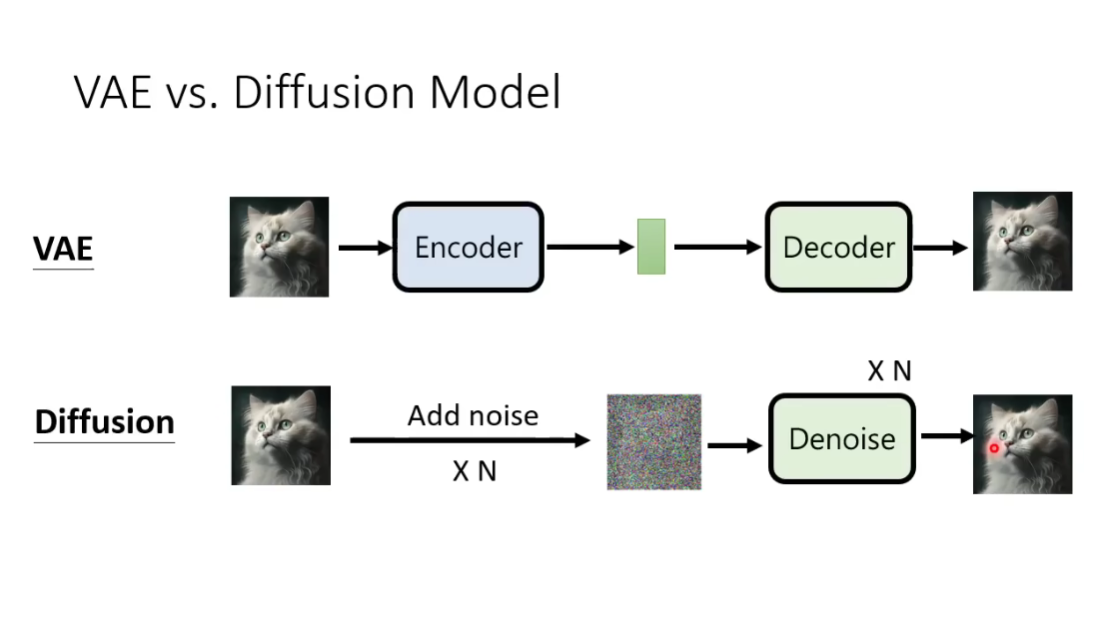 VAE vs. Diffusion Model
VAE
Encoder
Decoder
Diffusion
Add noise
X N
X N
Denoise